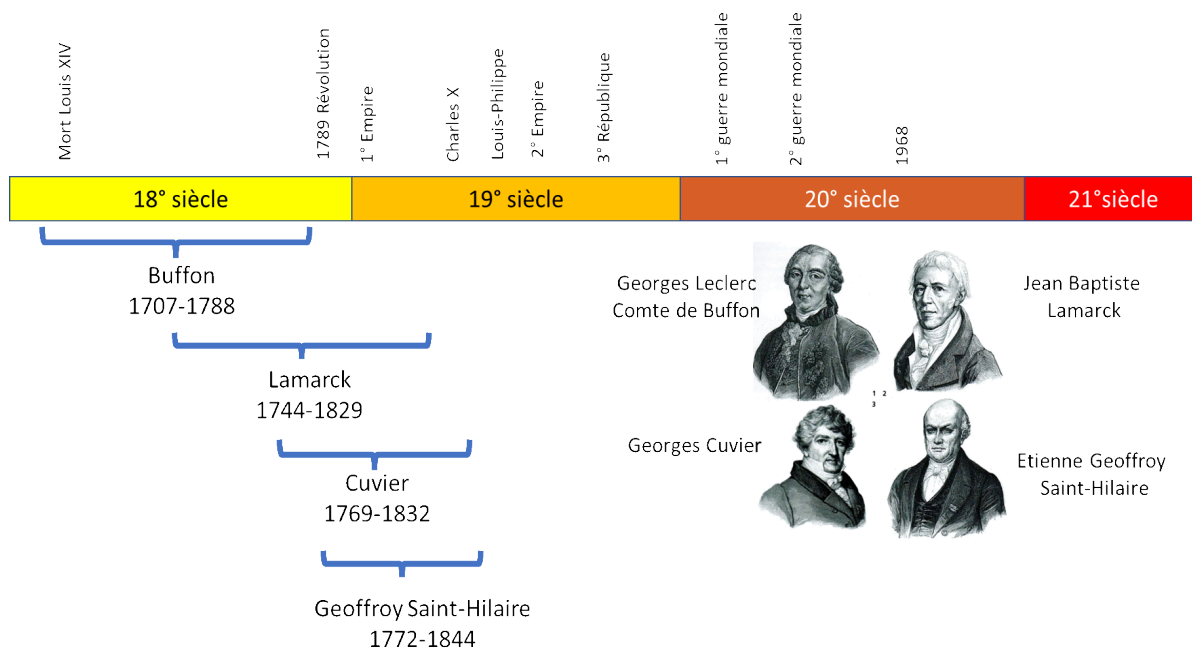 Mort Louis XIV
1789 Révolution
1° Empire
Charles X
Louis-Philippe
2° Empire
3° République
1° guerre mondiale
2° guerre mondiale
1968
18° siècle
19° siècle
20° siècle
21°siècle
Buffon
1707-1788
Lamarck
1744-1829
Cuvier
1769-1832
Geoffroy Saint-Hilaire
1772-1844
Georges Leclerc
Comte de Buffon
Jean Baptiste
Lamarck
1 2
3
Georges Cuvier
Etienne Geoffroy
Saint-Hilaire